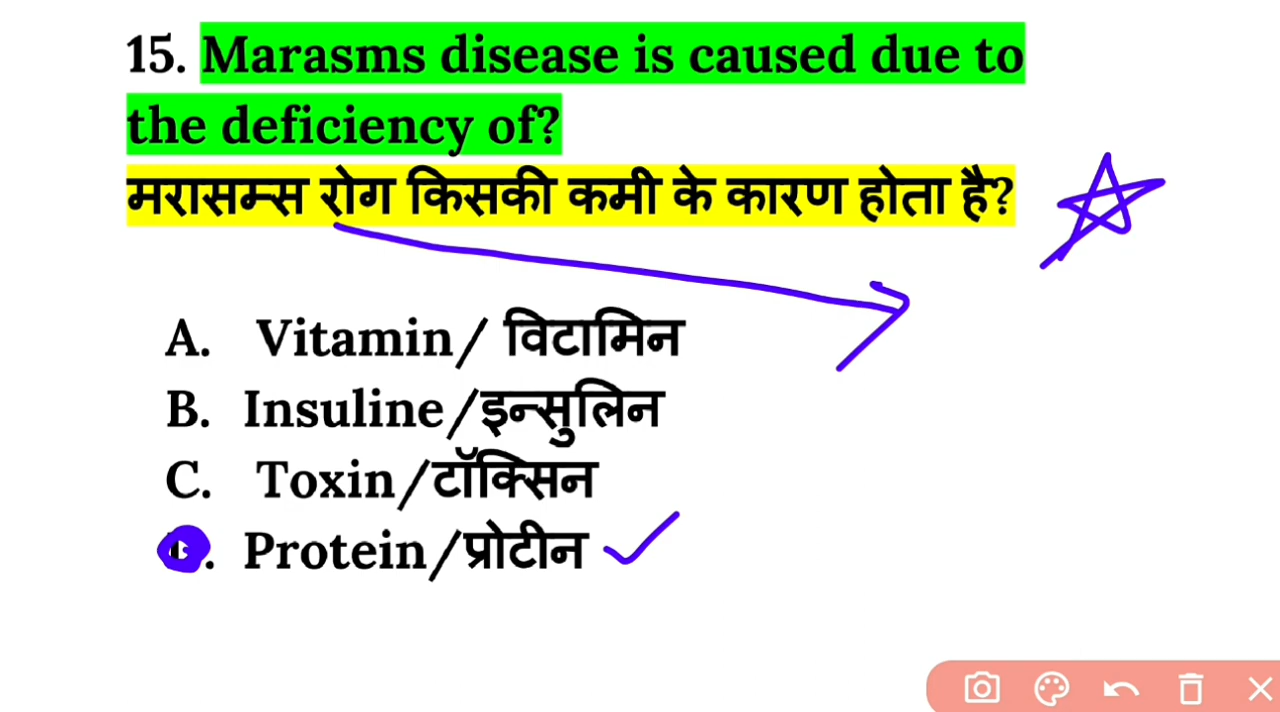 15. Marasms disease is caused due to
the deficiency of?
मरासम्स रोग किसकी कमी के कारण होता है?
A. Vitamin/ विटामिन
B. Insuline/इन्सुलिन
C. Toxin/टॉक्सिन
. Protein/प्रोटीन